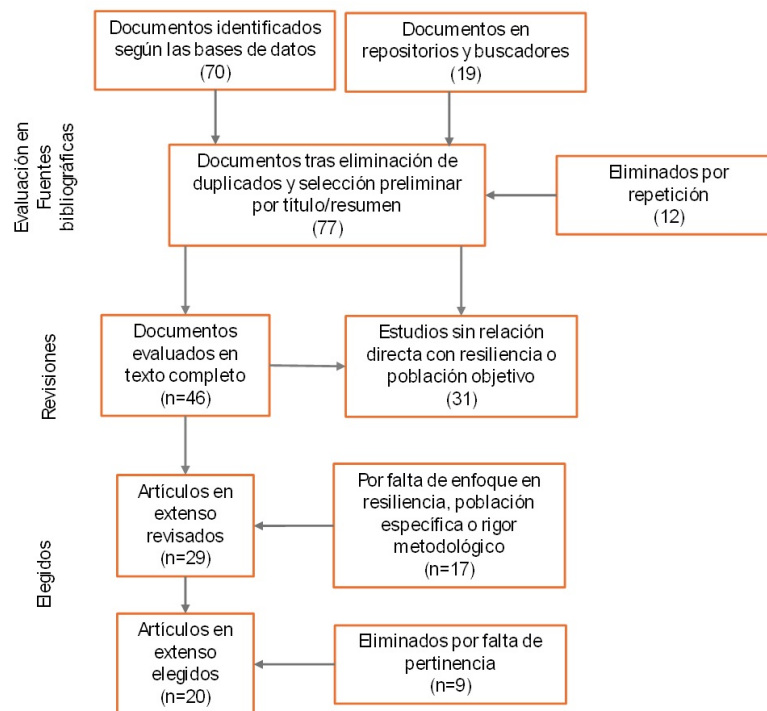 Documentos identificados
según las bases de datos
(70)
Documentos en
repositorios y buscadores
(19)
Evaluación en
Fuentes
bibliográficas
Documentos tras eliminación de
duplicados y selección preliminar
por título/resumen
(77)
Eliminados por
repetición
(12)
Revisiones
Documentos
evaluados en
texto completo
(n=46)
Estudios sin relación
directa con resiliencia o
población objetivo
(31)
Elegidos
Artículos en
extenso
revisados
(n=29)
Por falta de enfoque en
resiliencia, población
específica o rigor
metodológico
(n=17)
Articulos en
extenso
elegidos
(n=20)
Eliminados por falta de
pertinencia
(n=9)